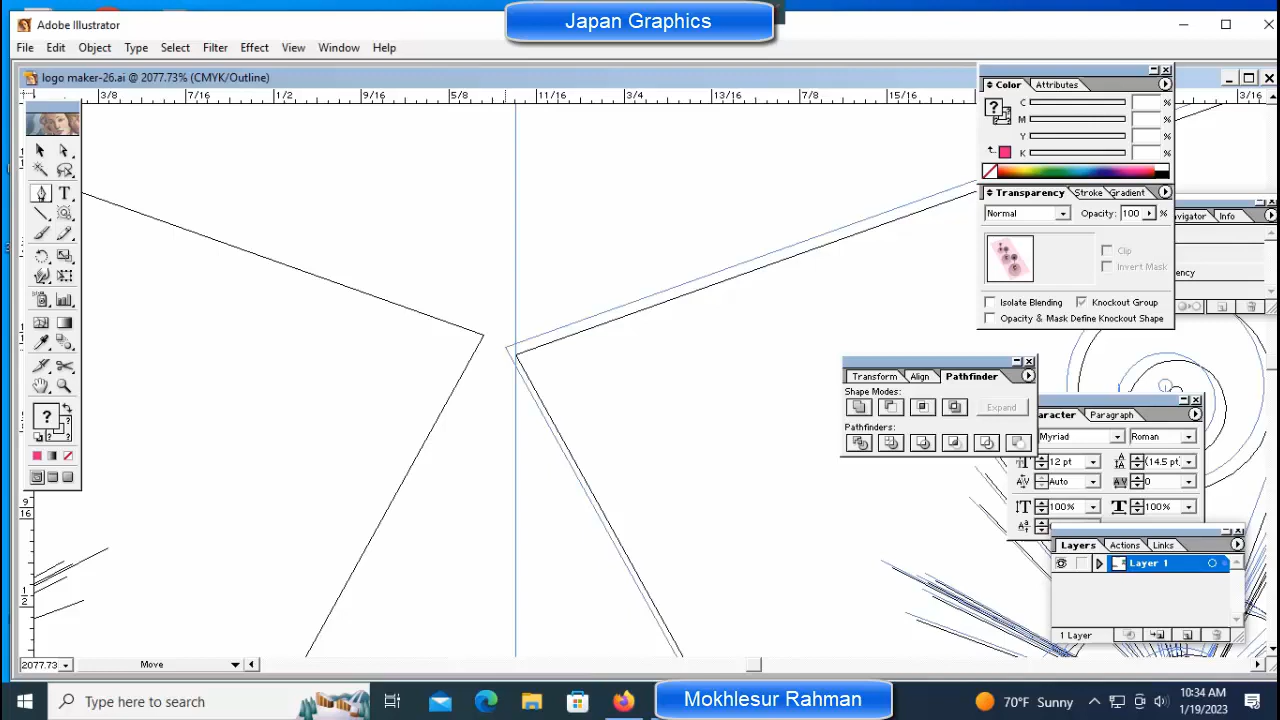 Japan Graphics
Adobe Illustrator
File Edit Object Type Select Filter Effect View Window Help
logo maker-26.ai @ 2077.73% (CMYK/Outline)
3/8 7/16 1/2 9/16 5/8 11/16 3/4 13/16 7/8 15/16 3/16
Color Attributes
C %
M %
Y %
K %
Transparency Stroke Gradient
Normal Opacity: 100 %
Clip
Invert Mask
Isolate Blending Knockout Group
Opacity & Mask Define Knockout Shape
Info
Transform Align Pathfinder
Shape Modes:
Expand
Pathfinders:
Paragraph
Myriad Roman
12 pt (14.5 pt)
Auto 0
100% 100%
Layers Actions Links
Layer 1
1 Layer
9
16
1
2
2077.73 Move
Type here to search
Mokhlesur Rahman
70°F Sunny
10:34 AM
1/19/2023